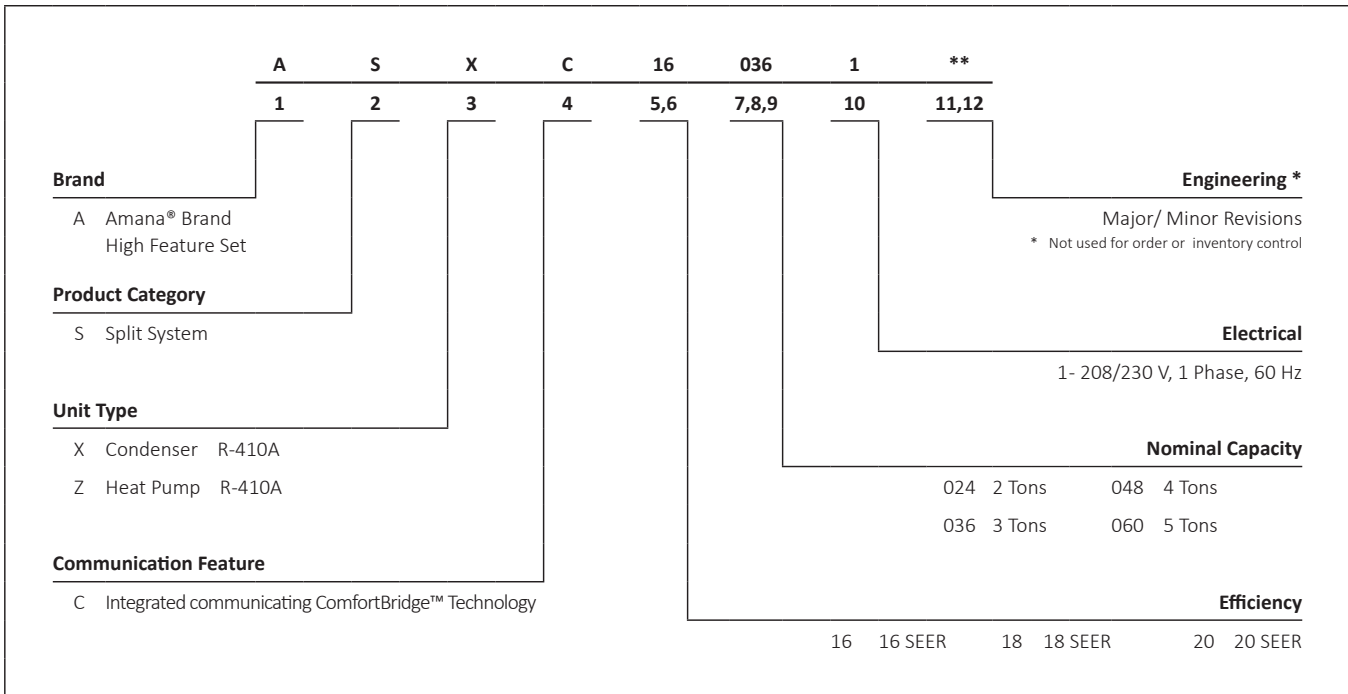 A S X C 16 036 1 **
1 2 3 4 5,6 7,8,9 10 11,12
Brand
A Amana® Brand
High Feature Set
Product Category
S Split System
Unit Type
X Condenser R-410A
Z Heat Pump R-410A
Communication Feature
C Integrated communicating ComfortBridge™ Technology
Engineering *
Major/ Minor Revisions
* Not used for order or inventory control
Electrical
1- 208/230 V, 1 Phase, 60 Hz
Nominal Capacity
024 2 Tons 048 4 Tons
036 3 Tons 060 5 Tons
Efficiency
16 16 SEER 18 18 SEER 20 20 SEER